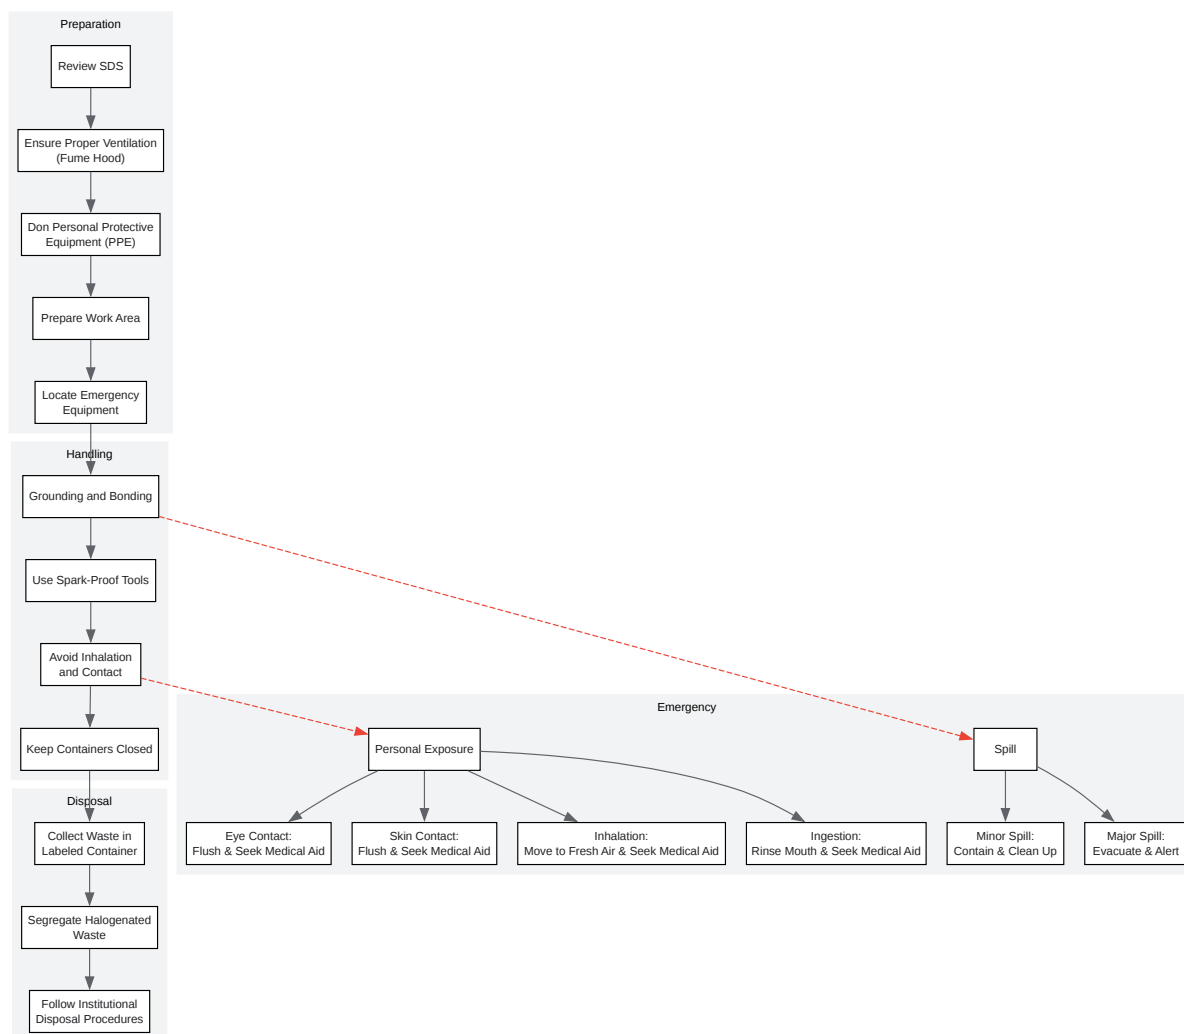 Preparation
Review SDS
Ensure Proper Ventilation
(Fume Hood)
Don Personal Protective
Equipment (PPE)
Prepare Work Area
Locate Emergency
Equipment
Handling
Grounding and Bonding
Use Spark-Proof Tools
Avoid Inhalation
and Contact
Keep Containers Closed
Disposal
Collect Waste in
Labeled Container
Segregate Halogenated
Waste
Follow Institutional
Disposal Procedures
Emergency
Personal Exposure
Spill
Eye Contact:
Flush & Seek Medical Aid
Skin Contact:
Flush & Seek Medical Aid
Inhalation:
Move to Fresh Air & Seek Medical Aid
Ingestion:
Rinse Mouth & Seek Medical Aid
Minor Spill:
Contain & Clean Up
Major Spill:
Evacuate & Alert